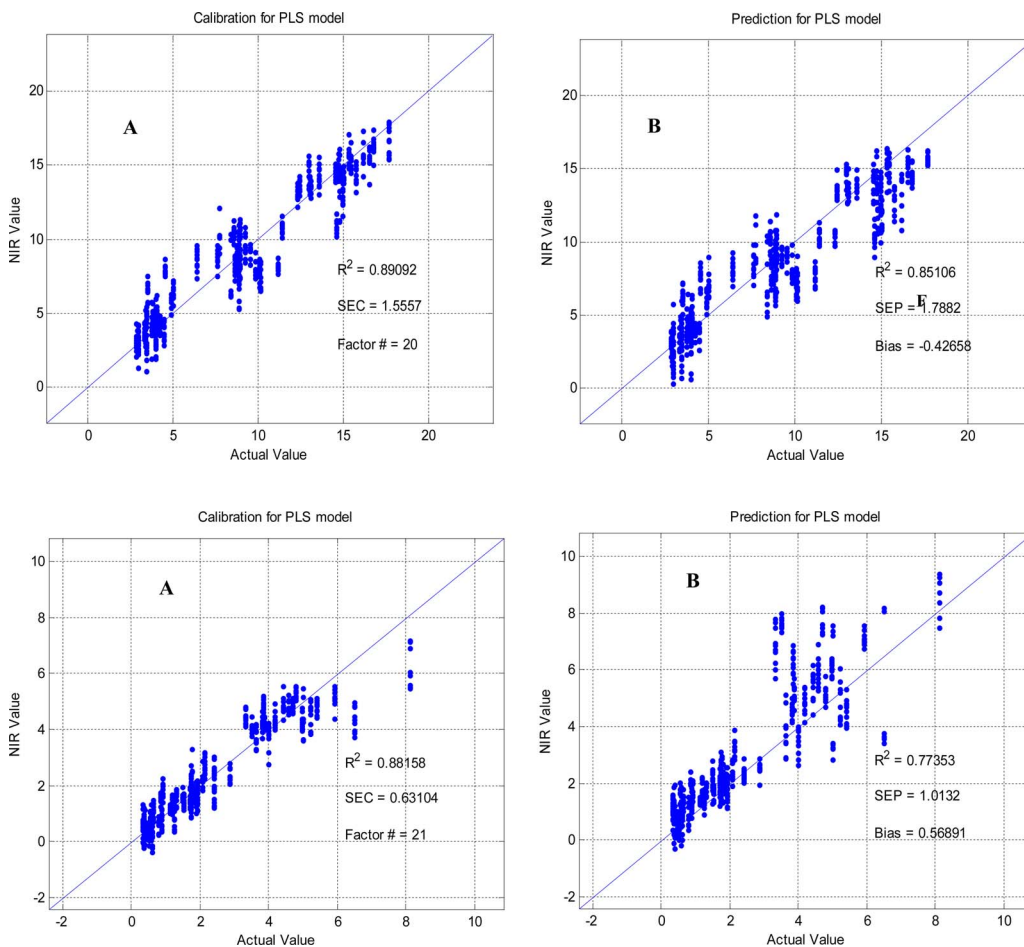 Calibration for PLS model
20
15
10
5
0
NIR Value
A
R² = 0.89092
SEC = 1.5557
Factor # = 20
0 5 10 15 20
Actual Value
Prediction for PLS model
20
15
10
5
0
NIR Value
B
R² = 0.85106
SEP = 1.7882
Bias = -0.42658
0 5 10 15 20
Actual Value
Calibration for PLS model
10
8
6
4
2
0
-2
NIR Value
A
R² = 0.88158
SEC = 0.63104
Factor # = 21
-2 0 2 4 6 8 10
Actual Value
Prediction for PLS model
10
8
6
4
2
0
-2
NIR Value
B
R² = 0.77353
SEP = 1.0132
Bias = 0.56891
-2 0 2 4 6 8 10
Actual Value